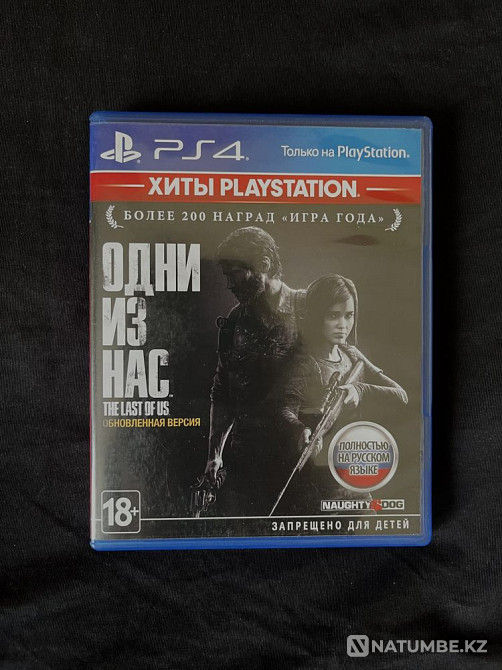 PS4 Только на PlayStation®
ХИТЫ PLAYSTATION®
БОЛЕЕ 200 НАГРАД «ИГРА ГОДА»
ОДНИ
ИЗ
НАС™
THE LAST OF US
ОБНОВЛЕННАЯ ВЕРСИЯ
ПОЛНОСТЬЮ
НА РУССКОМ
ЯЗЫКЕ
18+
NAUGHTY DOG
ЗАПРЕЩЕНО ДЛЯ ДЕТЕЙ
NATUMBE.KZ